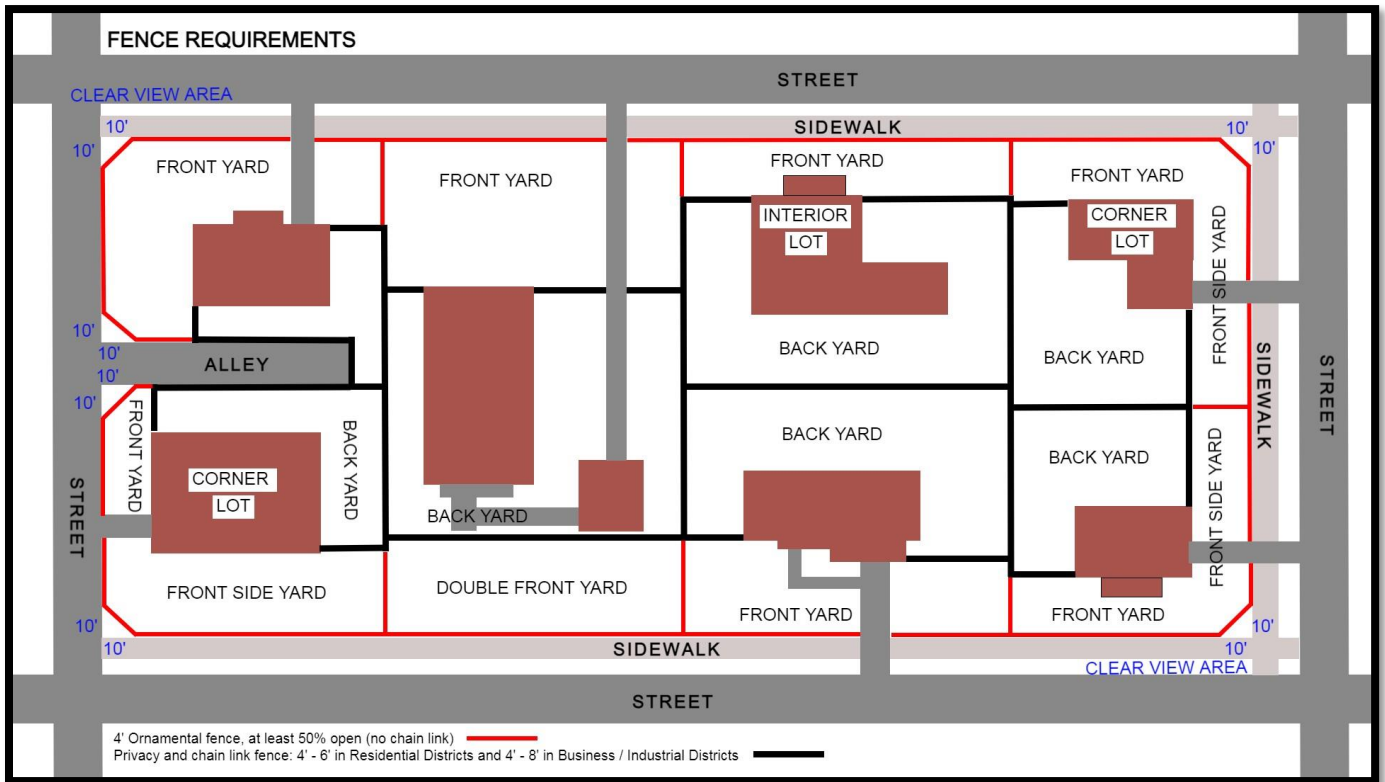 FENCE REQUIREMENTS
STREET
CLEAR VIEW AREA
10'
SIDEWALK
10'
10'
10'
FRONT YARD
FRONT YARD
FRONT YARD
FRONT YARD
INTERIOR
LOT
CORNER
LOT
FRONT SIDE YARD
10'
10'
ALLEY
BACK YARD
BACK YARD
SIDEWALK
STREET
10'
10'
FRONT YARD
BACK YARD
BACK YARD
BACK YARD
CORNER
LOT
FRONT SIDE YARD
STREET
BACK YARD
FRONT SIDE YARD
DOUBLE FRONT YARD
FRONT YARD
FRONT YARD
10'
10'
10'
10'
SIDEWALK
CLEAR VIEW AREA
STREET
4' Ornamental fence, at least 50% open (no chain link)
Privacy and chain link fence: 4' - 6' in Residential Districts and 4' - 8' in Business / Industrial Districts